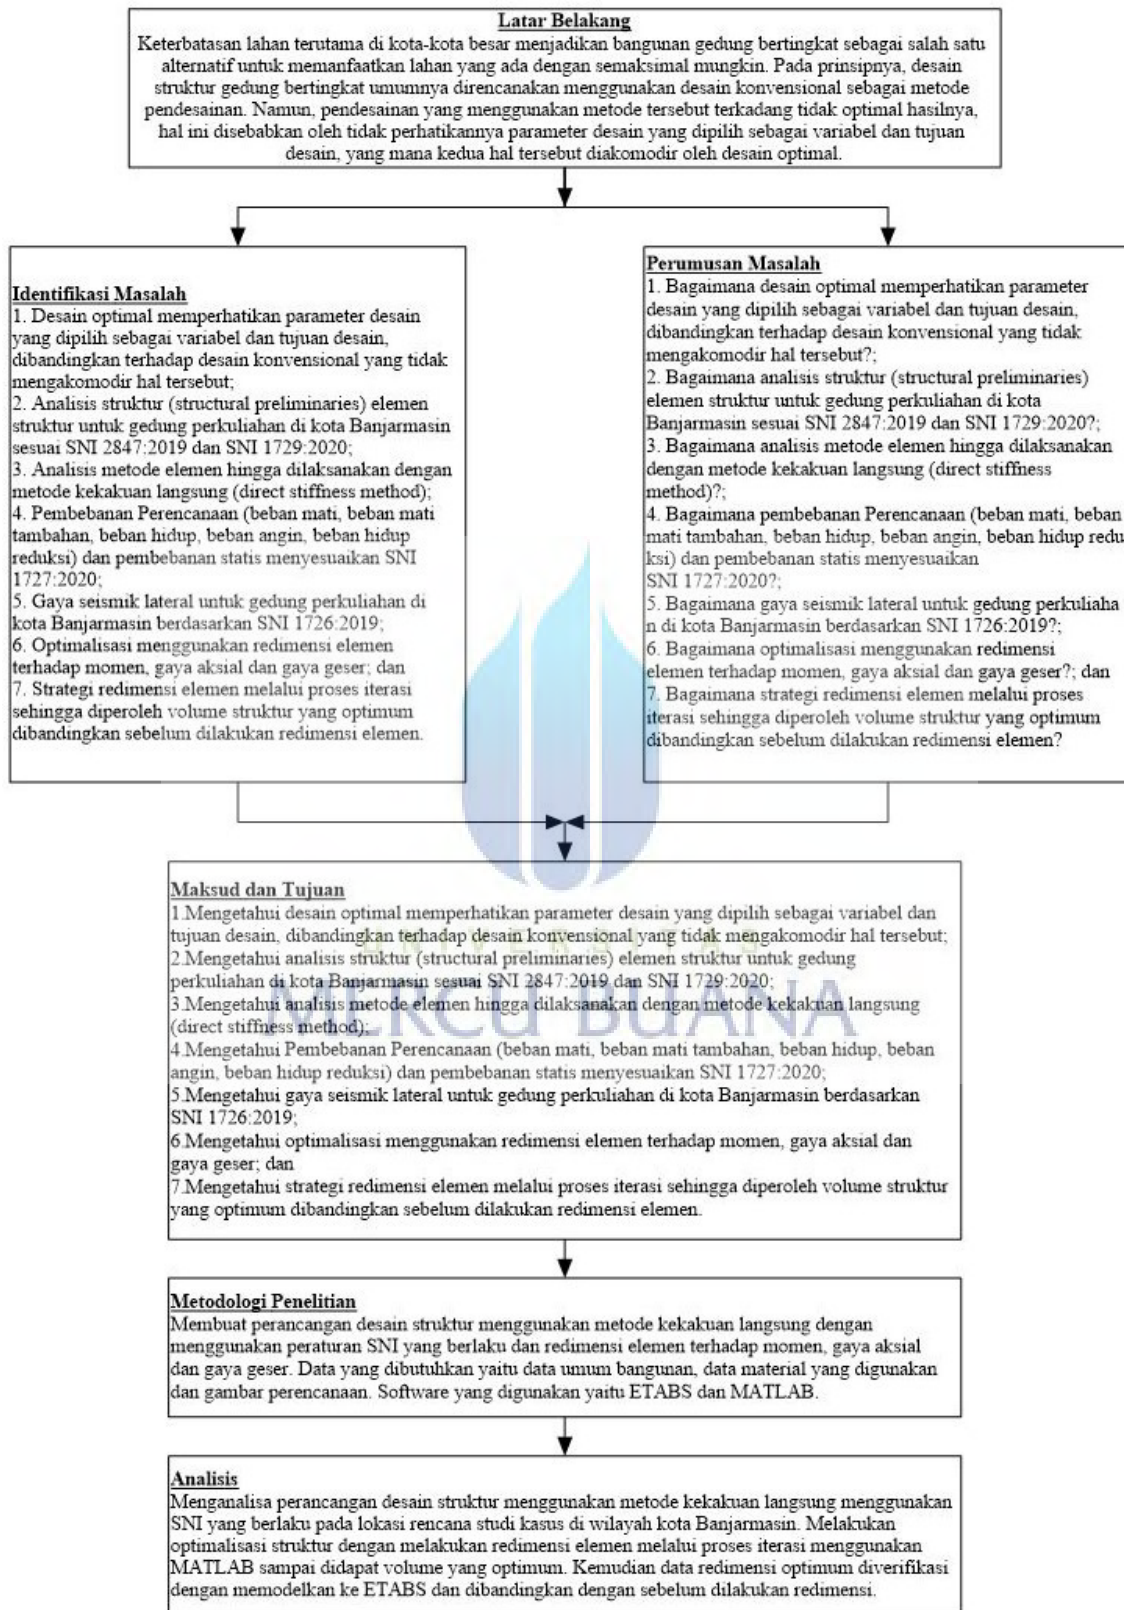 Latar Belakang
Keterbatasan lahan terutama di kota-kota besar menjadikan bangunan gedung bertingkat sebagai salah satu
alternatif untuk memanfaatkan lahan yang ada dengan semaksimal mungkin. Pada prinsipnya, desain
struktur gedung bertingkat umumnya direncanakan menggunakan desain konvensional sebagai metode
pendesainan. Namun, pendesainan yang menggunakan metode tersebut terkadang tidak optimal hasilnya,
hal ini disebabkan oleh tidak perhatikannya parameter desain yang dipilih sebagai variabel dan tujuan
desain, yang mana kedua hal tersebut diakomodir oleh desain optimal.
Identifikasi Masalah
1. Desain optimal memperhatikan parameter desain
yang dipilih sebagai variabel dan tujuan desain,
dibandingkan terhadap desain konvensional yang tidak
mengakomodir hal tersebut;
2. Analisis struktur (structural preliminaries) elemen
struktur untuk gedung perkuliahan di kota Banjarmasin
sesuai SNI 2847:2019 dan SNI 1729:2020;
3. Analisis metode elemen hingga dilaksanakan dengan
metode kekakuan langsung (direct stiffness method);
4. Pembebanan Perencanaan (beban mati, beban mati
tambahan, beban hidup, beban angin, beban hidup
reduksi) dan pembebanan statis menyesuaikan SNI
1727:2020;
5. Gaya seismik lateral untuk gedung perkuliahan di
kota Banjarmasin berdasarkan SNI 1726:2019;
6. Optimalisasi menggunakan redimensi elemen
terhadap momen, gaya aksial dan gaya geser; dan
7. Strategi redimensi elemen melalui proses iterasi
sehingga diperoleh volume struktur yang optimum
dibandingkan sebelum dilakukan redimensi elemen.
Perumusan Masalah
1. Bagaimana desain optimal memperhatikan parameter
desain yang dipilih sebagai variabel dan tujuan desain,
dibandingkan terhadap desain konvensional yang tidak
mengakomodir hal tersebut?;
2. Bagaimana analisis struktur (structural preliminaries)
elemen struktur untuk gedung perkuliahan di kota
Banjarmasin sesuai SNI 2847:2019 dan SNI 1729:2020?;
3. Bagaimana analisis metode elemen hingga dilaksanakan
dengan metode kekakuan langsung (direct stiffness
method)?;
4. Bagaimana pembebanan Perencanaan (beban mati, beban
mati tambahan, beban hidup, beban angin, beban hidup redu
ksi) dan pembebanan statis menyesuaikan
SNI 1727:2020?;
5. Bagaimana gaya seismik lateral untuk gedung perkuliaha
n di kota Banjarmasin berdasarkan SNI 1726:2019?;
6. Bagaimana optimalisasi menggunakan redimensi
elemen terhadap momen, gaya aksial dan gaya geser?; dan
7. Bagaimana strategi redimensi elemen melalui proses
iterasi sehingga diperoleh volume struktur yang optimum
dibandingkan sebelum dilakukan redimensi elemen?
Maksud dan Tujuan
1.Mengetahui desain optimal memperhatikan parameter desain yang dipilih sebagai variabel dan
tujuan desain, dibandingkan terhadap desain konvensional yang tidak mengakomodir hal tersebut;
UNIVERSITAS
2.Mengetahui analisis struktur (structural preliminaries) elemen struktur untuk gedung
perkuliahan di kota Banjarmasin sesuai SNI 2847:2019 dan SNI 1729:2020;
MERCU BUANA
3.Mengetahui analisis metode elemen hingga dilaksanakan dengan metode kekakuan langsung
(direct stiffness method);
4.Mengetahui Pembebanan Perencanaan (beban mati, beban mati tambahan, beban hidup, beban
angin, beban hidup reduksi) dan pembebanan statis menyesuaikan SNI 1727:2020;
5.Mengetahui gaya seismik lateral untuk gedung perkuliahan di kota Banjarmasin berdasarkan
SNI 1726:2019;
6.Mengetahui optimalisasi menggunakan redimensi elemen terhadap momen, gaya aksial dan
gaya geser; dan
7.Mengetahui strategi redimensi elemen melalui proses iterasi sehingga diperoleh volume struktur
yang optimum dibandingkan sebelum dilakukan redimensi elemen.
Metodologi Penelitian
Membuat perancangan desain struktur menggunakan metode kekakuan langsung dengan
menggunakan peraturan SNI yang berlaku dan redimensi elemen terhadap momen, gaya aksial
dan gaya geser. Data yang dibutuhkan yaitu data umum bangunan, data material yang digunakan
dan gambar perencanaan. Software yang digunakan yaitu ETABS dan MATLAB.
Analisis
Menganalisa perancangan desain struktur menggunakan metode kekakuan langsung menggunakan
SNI yang berlaku pada lokasi rencana studi kasus di wilayah kota Banjarmasin. Melakukan
optimalisasi struktur dengan melakukan redimensi elemen melalui proses iterasi menggunakan
MATLAB sampai didapat volume yang optimum. Kemudian data redimensi optimum diverifikasi
dengan memodelkan ke ETABS dan dibandingkan dengan sebelum dilakukan redimensi.